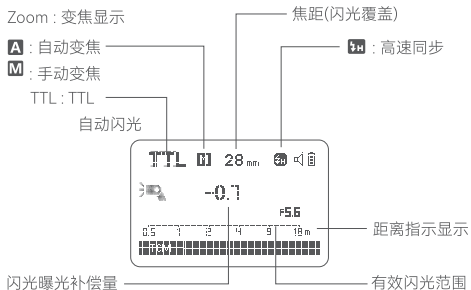 Zoom : 变焦显示
焦距(闪光覆盖)
A : 自动变焦
H : 高速同步
M : 手动变焦
TTL : TTL
自动闪光
TTL M 28mm H
-0.7
F5.6
0.5 1 2 4 9 18 m
距离指示显示
闪光曝光补偿量
有效闪光范围